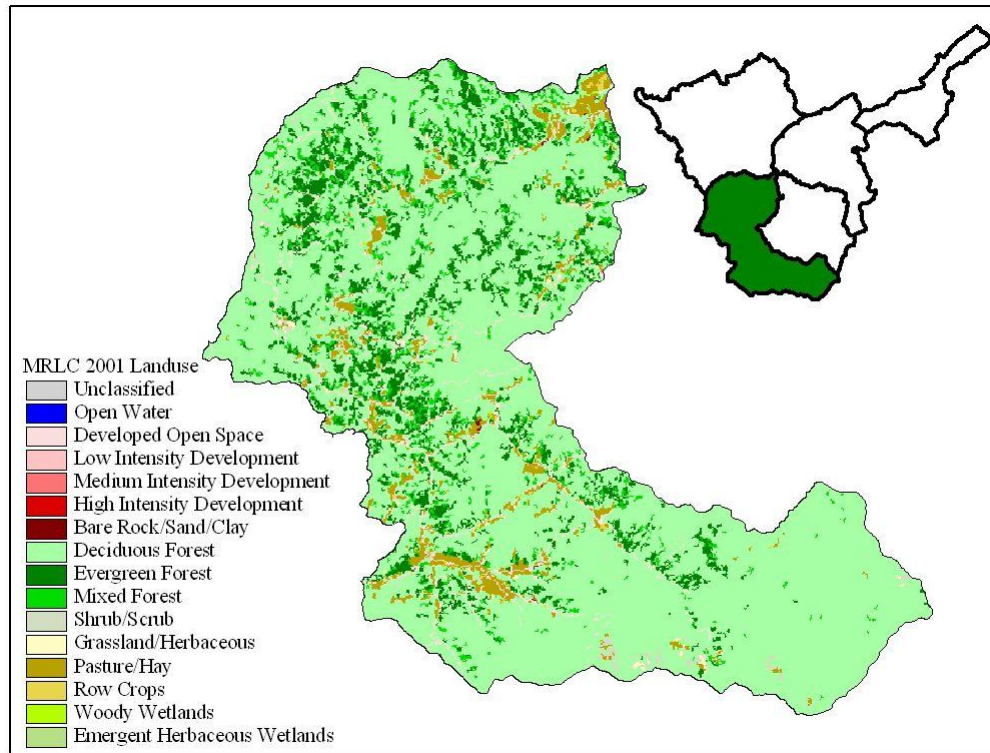 MRLC 2001 Landuse
Unclassified
Open Water
Developed Open Space
Low Intensity Development
Medium Intensity Development
High Intensity Development
Bare Rock/Sand/Clay
Deciduous Forest
Evergreen Forest
Mixed Forest
Shrub/Scrub
Grassland/Herbaceous
Pasture/Hay
Row Crops
Woody Wetlands
Emergent Herbaceous Wetlands